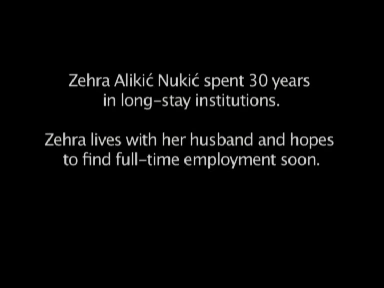 Zehra Alikić Nukić spent 30 years
in long-stay institutions.
Zehra lives with her husband and hopes
to find full-time employment soon.